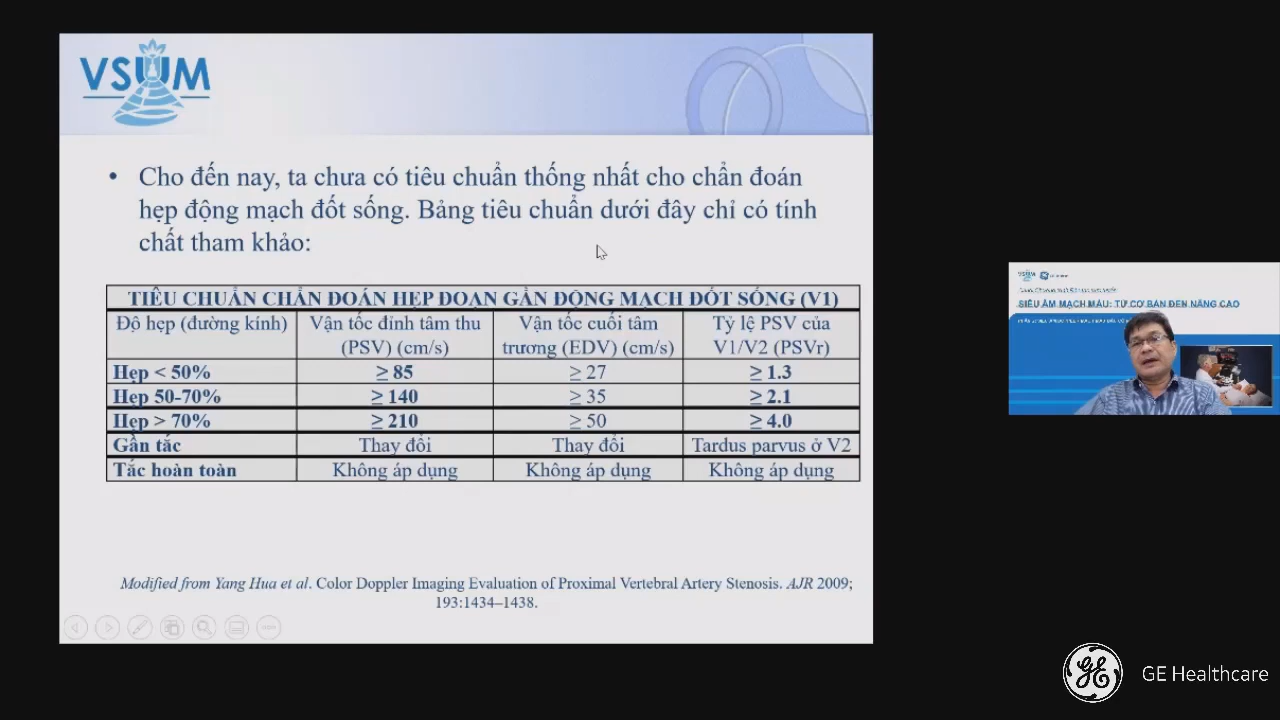 VSUM
• Cho đến nay, ta chưa có tiêu chuẩn thống nhất cho chẩn đoán
hẹp động mạch đốt sống. Bảng tiêu chuẩn dưới đây chỉ có tính
chất tham khảo:
TIÊU CHUẨN CHẨN ĐOÁN HẸP ĐOẠN GẦN ĐỘNG MẠCH ĐỐT SỐNG (V1)
Độ hẹp (đường kính) Vận tốc đỉnh tâm thu (PSV) (cm/s) Vận tốc cuối tâm trương (EDV) (cm/s) Tỷ lệ PSV của V1/V2 (PSVr)
Hẹp < 50% ≥ 85 ≥ 27 ≥ 1.3
Hẹp 50-70% ≥ 140 ≥ 35 ≥ 2.1
Hẹp > 70% ≥ 210 ≥ 50 ≥ 4.0
Gần tắc Thay đổi Thay đổi Tardus parvus ở V2
Tắc hoàn toàn Không áp dụng Không áp dụng Không áp dụng
Modified from Yang Hua et al. Color Doppler Imaging Evaluation of Proximal Vertebral Artery Stenosis. AJR 2009;
193:1434–1438.
SIÊU ÂM MẠCH MÁU: TỪ CƠ BẢN ĐẾN NÂNG CAO
GE Healthcare